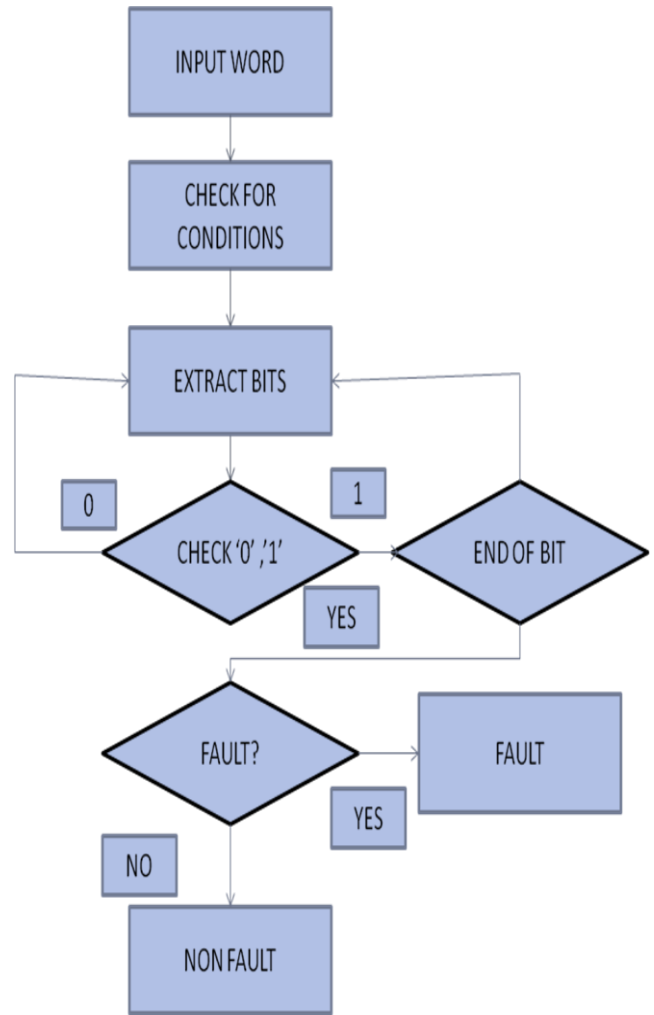 INPUT WORD
CHECK FOR
CONDITIONS
EXTRACT BITS
0
1
CHECK ‘0’ ,’1’
END OF BIT
YES
FAULT?
FAULT
YES
NO
NON FAULT